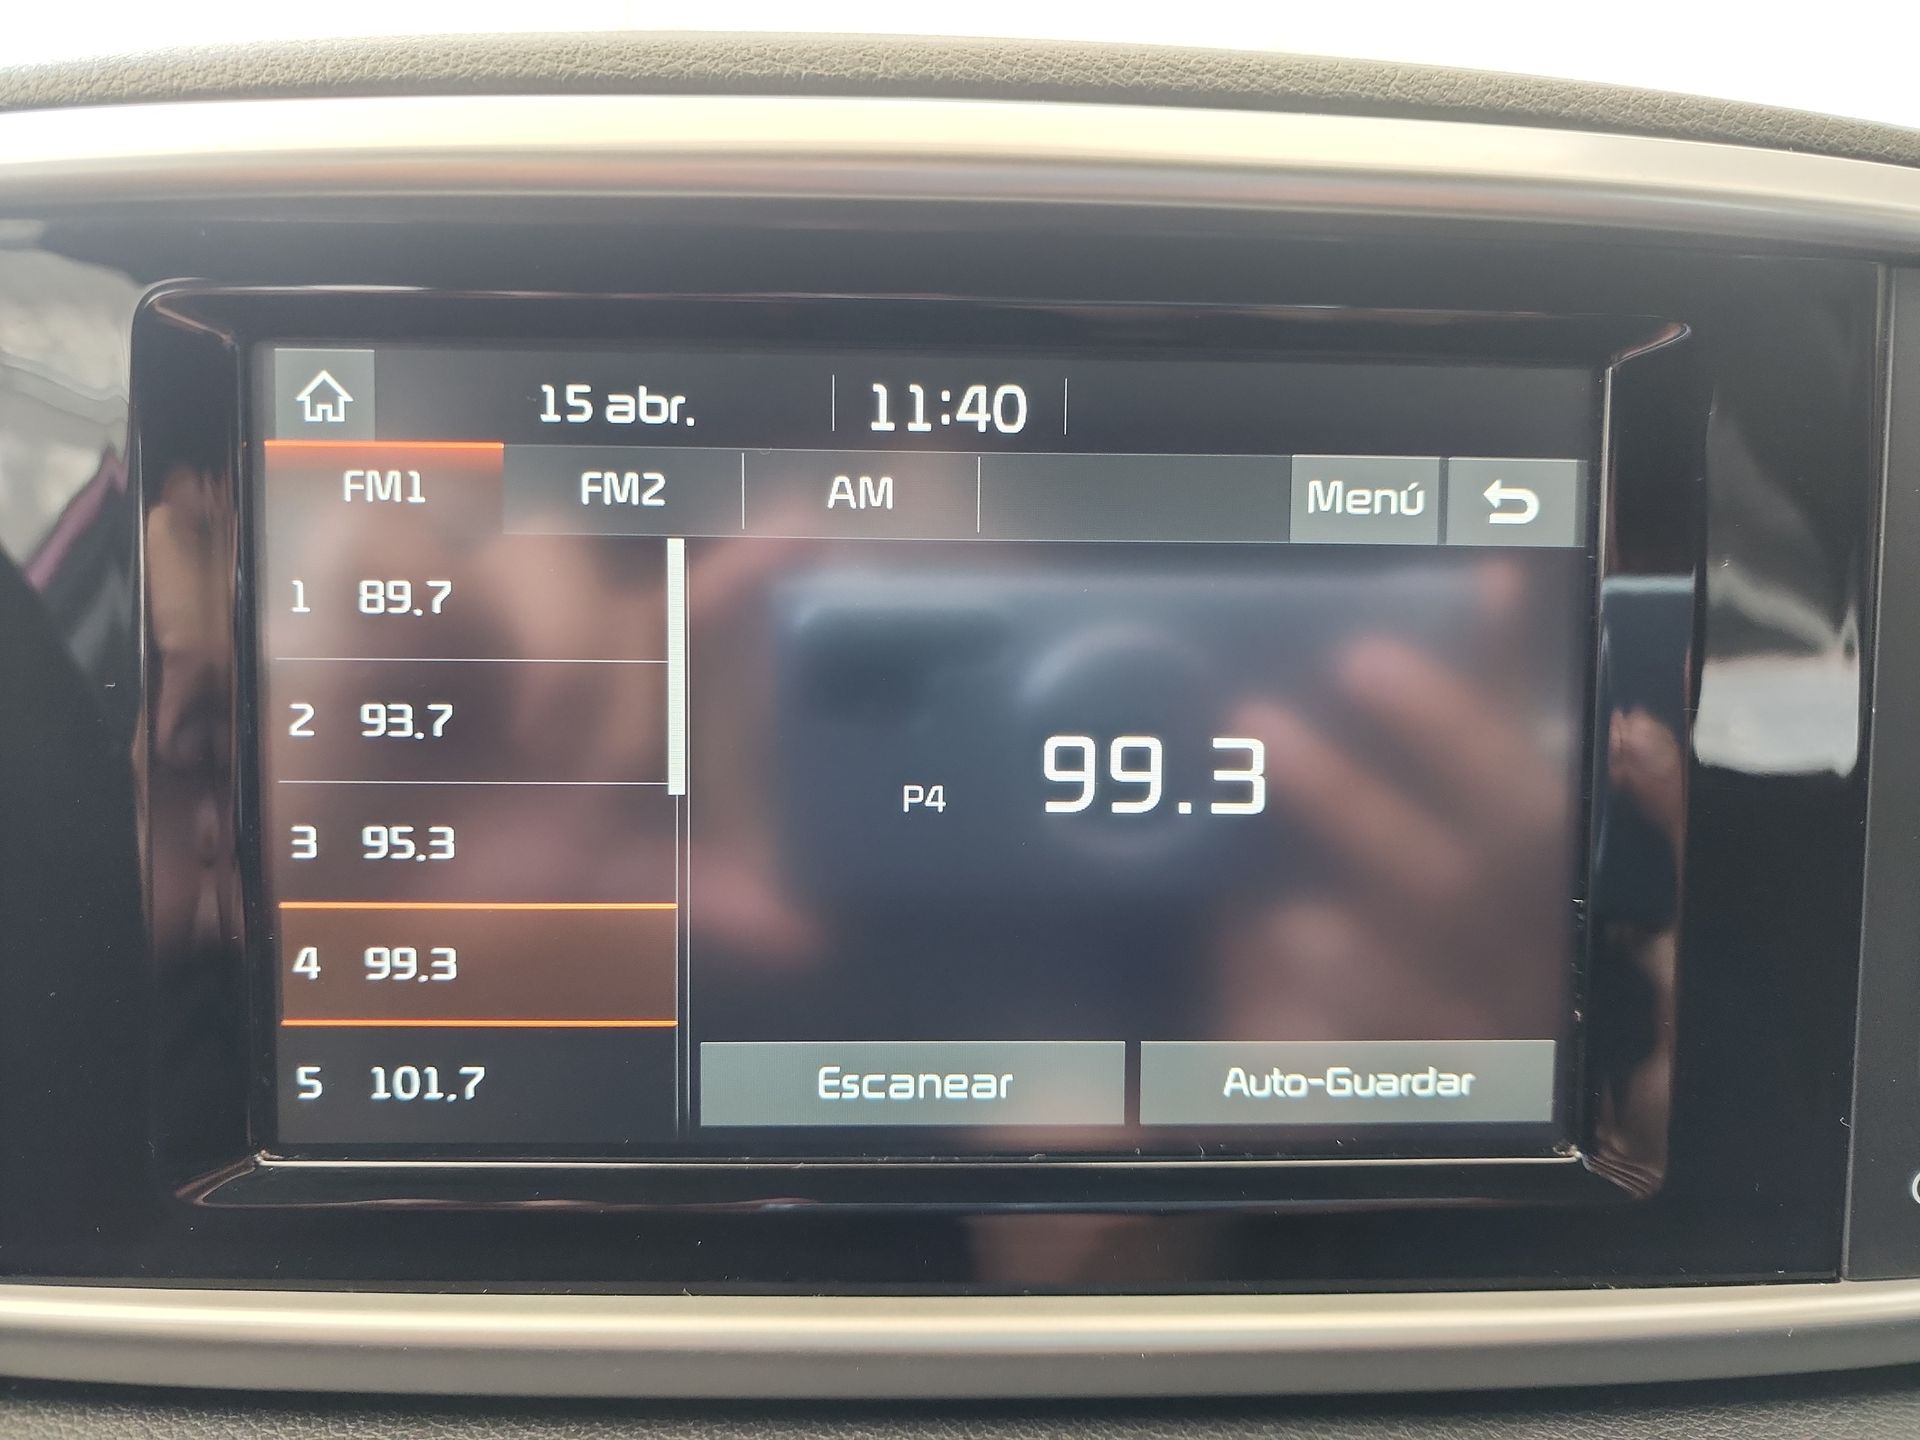 15 abr. 11:40
FM1 FM2 AM Menú
1 89.7
2 93.7
3 95.3
4 99.3
5 101.7
P4 99.3
Escanear Auto-Guardar